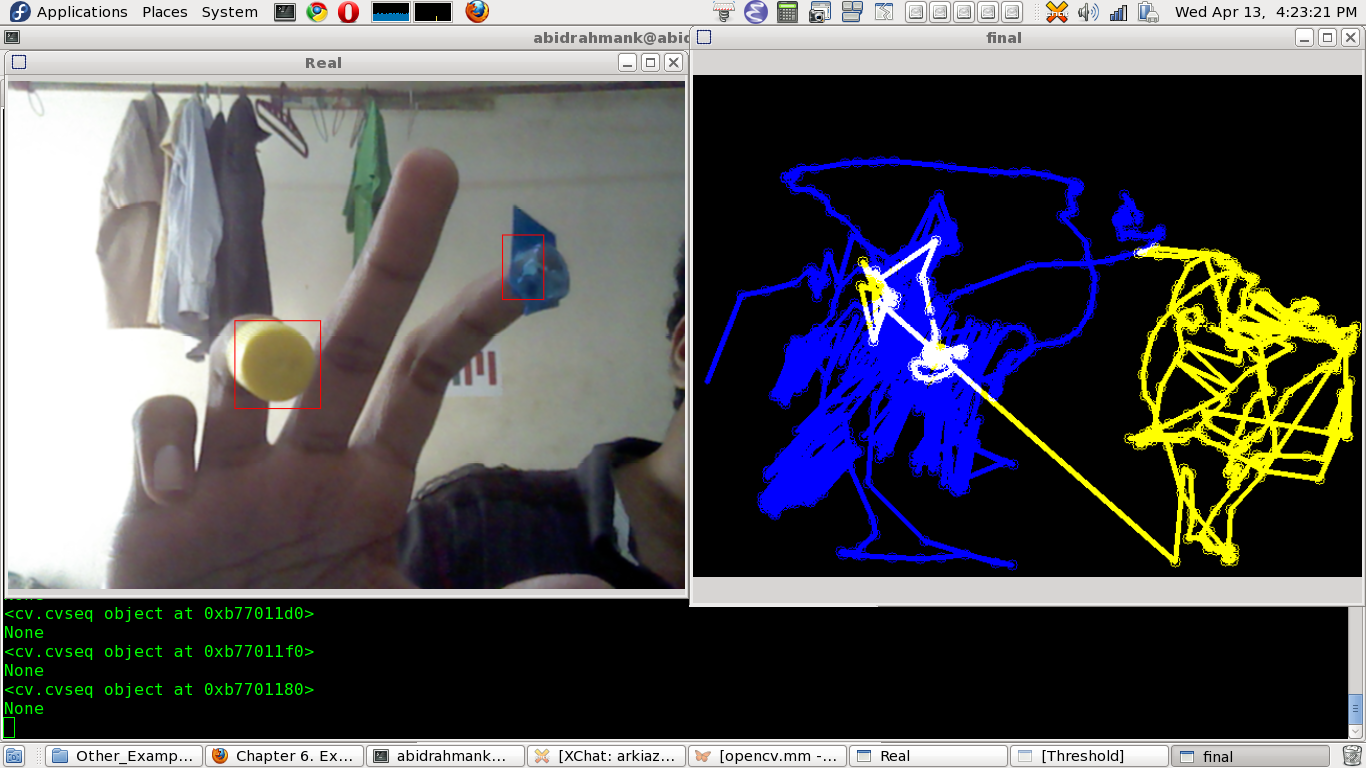 Applications Places System
Wed Apr 13, 4:23:21 PM
abidrahmank@abid
Real
final
<cv.cvseq object at 0xb77011d0>
None
<cv.cvseq object at 0xb77011f0>
None
<cv.cvseq object at 0xb7701180>
None
Other_Examp...
Chapter 6. Ex...
abidrahmank...
[XChat: arkiaz...
[opencv.mm -...
Real
[Threshold]
final